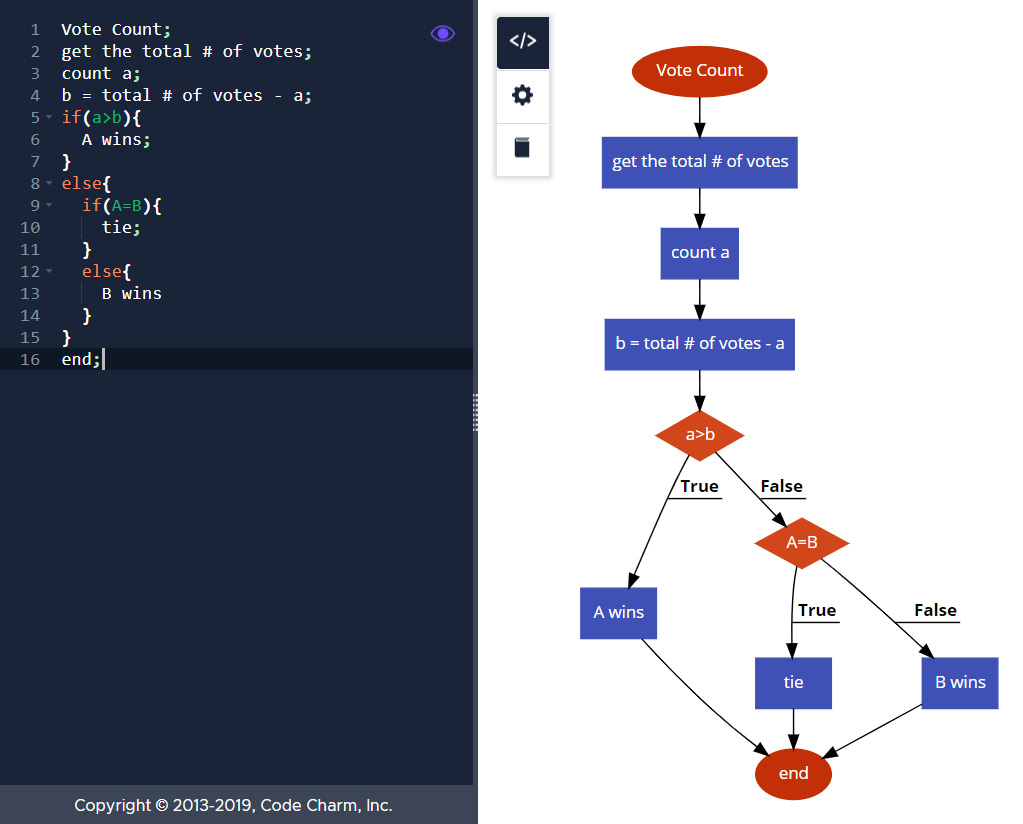 1 Vote Count;
2 get the total # of votes;
3 count a;
4 b = total # of votes - a;
5 if(a>b){
6 A wins;
7 }
8 else{
9 if(A=B){
10 tie;
11 }
12 else{
13 B wins
14 }
15 }
16 end;
Copyright © 2013-2019, Code Charm, Inc.
</>
Vote Count
get the total # of votes
count a
b = total # of votes - a
a>b
True
False
A=B
A wins
True
False
tie
B wins
end